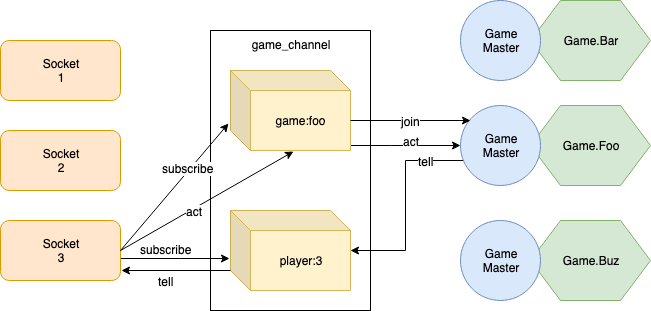 Socket
1
Socket
2
Socket
3
game_channel
game:foo
player:3
subscribe
act
subscribe
tell
join
act
tell
Game
Master
Game.Bar
Game
Master
Game.Foo
Game
Master
Game.Buz